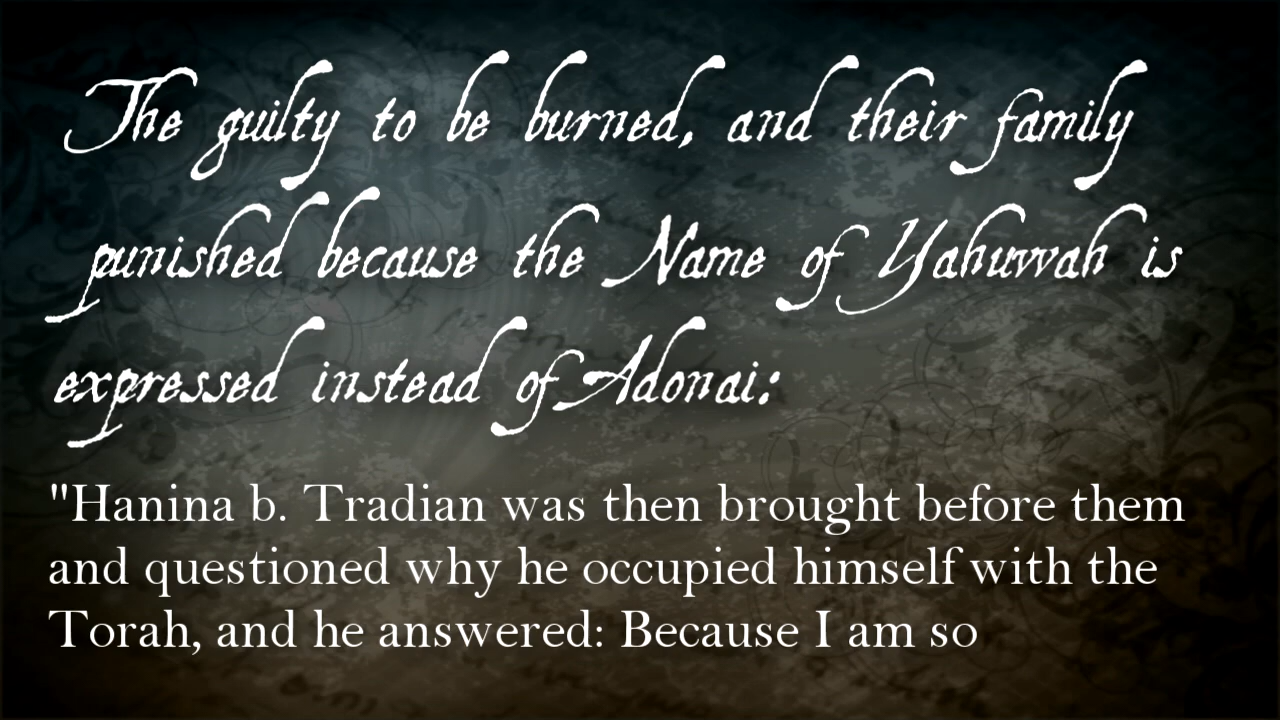 The guilty to be burned, and their family
punished because the Name of Yahuwah is
expressed instead of Adonai:
"Hanina b. Tradian was then brought before them
and questioned why he occupied himself with the
Torah, and he answered: Because I am so